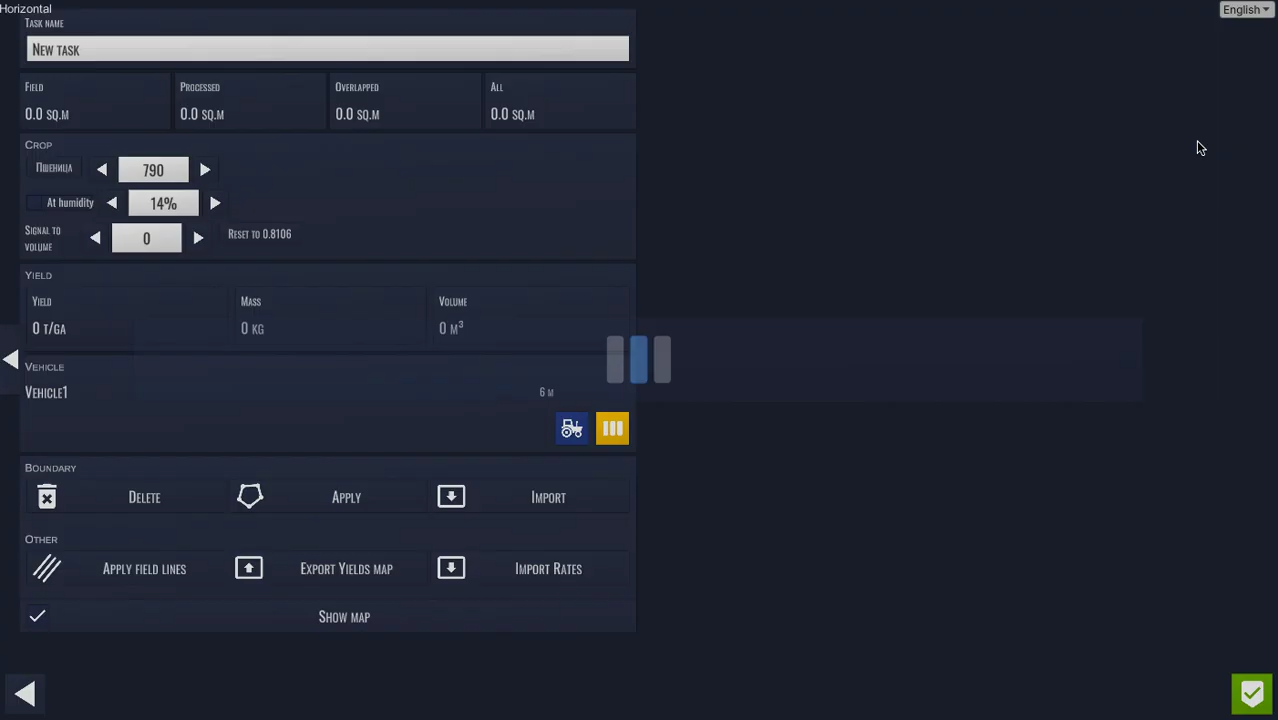 Horizontal
English
Task name
New task
Field
Processed
Overlapped
All
0.0 sq.m
0.0 sq.m
0.0 sq.m
0.0 sq.m
Crop
Пшеница
790
At humidity
14%
Signal to
volume
0
Reset to 0.8106
Yield
Yield
Mass
Volume
0 t/ga
0 kg
0 m³
Vehicle
Vehicle1
6 m
Boundary
Delete
Apply
Import
Other
Apply field lines
Export Yields map
Import Rates
Show map